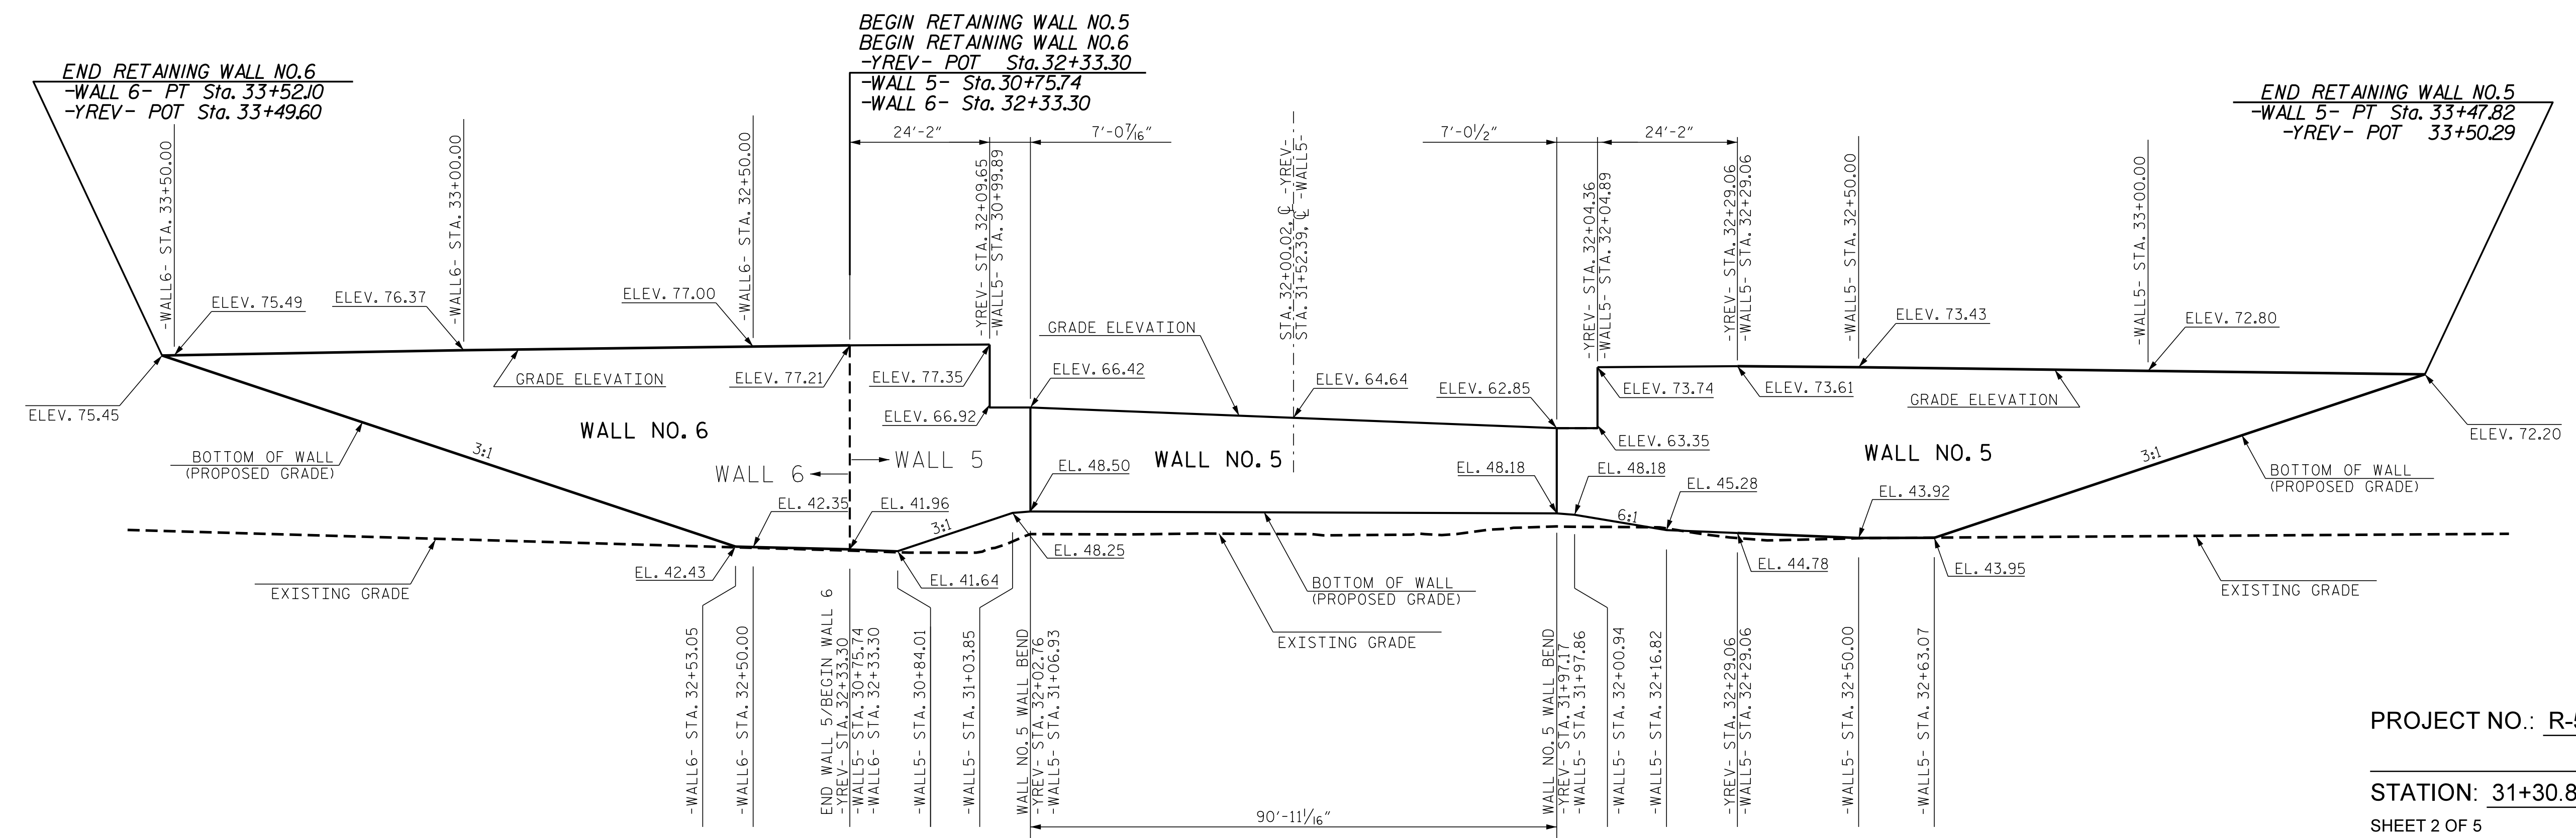 BEGIN RETAINING WALL NO.5
BEGIN RETAINING WALL NO.6
-YREV- POT Sta. 32+33.30
-WALL 5- Sta. 30+75.74
-WALL 6- Sta. 32+33.30
END RETAINING WALL NO.6
-WALL 6- PT Sta. 33+52.10
-YREV- POT Sta. 33+49.60
END RETAINING WALL NO.5
-WALL 5- PT Sta. 33+47.82
-YREV- POT 33+50.29
24'-2"
7'-0 7/16"
7'-0 1/2"
24'-2"
-WALL6- STA. 33+50.00
-WALL6- STA. 33+00.00
-WALL6- STA. 32+50.00
-YREV- STA. 32+09.65
-WALL5- STA. 30+99.89
STA. 32+00.02, ℄ -YREV-
STA. 31+52.39, ℄ -WALL5-
-YREV- STA. 32+04.36
-WALL5- STA. 32+04.89
-YREV- STA. 32+29.06
-WALL5- STA. 32+29.06
-WALL5- STA. 32+50.00
-WALL5- STA. 33+00.00
ELEV. 75.49
ELEV. 76.37
ELEV. 77.00
GRADE ELEVATION
ELEV. 73.43
ELEV. 72.80
GRADE ELEVATION
ELEV. 77.21
ELEV. 77.35
ELEV. 66.42
ELEV. 64.64
ELEV. 62.85
ELEV. 73.74
ELEV. 73.61
GRADE ELEVATION
ELEV. 75.45
ELEV. 66.92
ELEV. 63.35
ELEV. 72.20
WALL NO. 6
WALL 6
WALL 5
WALL NO. 5
WALL NO. 5
BOTTOM OF WALL
(PROPOSED GRADE)
3:1
EL. 48.50
EL. 48.18
EL. 48.18
3:1
BOTTOM OF WALL
(PROPOSED GRADE)
EL. 42.35
EL. 41.96
EL. 45.28
EL. 43.92
3:1
6:1
EL. 48.25
EL. 42.43
EL. 41.64
EL. 44.78
EL. 43.95
EXISTING GRADE
BOTTOM OF WALL
(PROPOSED GRADE)
EXISTING GRADE
EXISTING GRADE
-WALL6- STA. 32+53.05
-WALL6- STA. 32+50.00
END WALL 5/BEGIN WALL 6
-YREV- STA. 32+33.30
-WALL5- STA. 30+75.74
-WALL6- STA. 32+33.30
-WALL5- STA. 30+84.01
-WALL5- STA. 31+03.85
WALL NO. 5 WALL BEND
-YREV- STA. 32+02.76
-WALL5- STA. 31+06.93
WALL NO. 5 WALL BEND
-YREV- STA. 31+97.17
-WALL5- STA. 31+97.86
-WALL5- STA. 32+00.94
-WALL5- STA. 32+16.82
-YREV- STA. 32+29.06
-WALL5- STA. 32+29.06
-WALL5- STA. 32+50.00
-WALL5- STA. 32+63.07
90'-11 1/16"
PROJECT NO.: R-5
STATION: 31+30.8
SHEET 2 OF 5